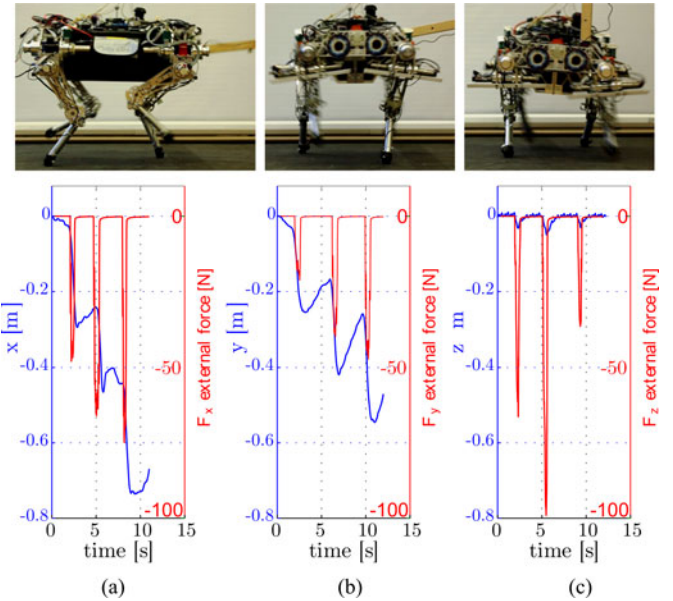 0
-0.2
-0.4
-0.6
-0.8
x [m]
0
-50
-100
F x external force [N]
0 5 10 15
time [s]
(a)
0
-0.2
-0.4
-0.6
-0.8
y [m]
0
-50
-100
F y external force [N]
0 5 10 15
time [s]
(b)
0
-0.2
-0.4
-0.6
-0.8
z m
0
-50
-100
F z external force [N]
0 5 10 15
time [s]
(c)